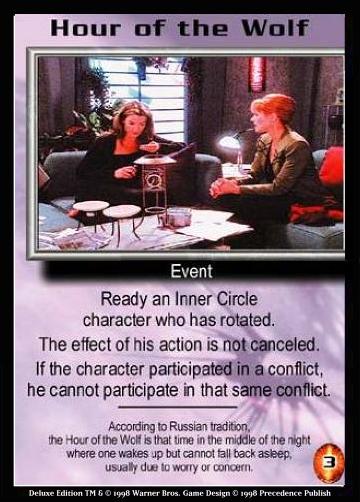 Hour of the Wolf
Event
Ready an Inner Circle
character who has rotated.
The effect of his action is not canceled.
If the character participated in a conflict,
he cannot participate in that same conflict.
According to Russian tradition,
the Hour of the Wolf is that time in the middle of the night
where one wakes up but cannot fall back asleep,
usually due to worry or concern.
3
Deluxe Edition TM & © 1998 Warner Bros. Game Design © 1998 Precedence Publish